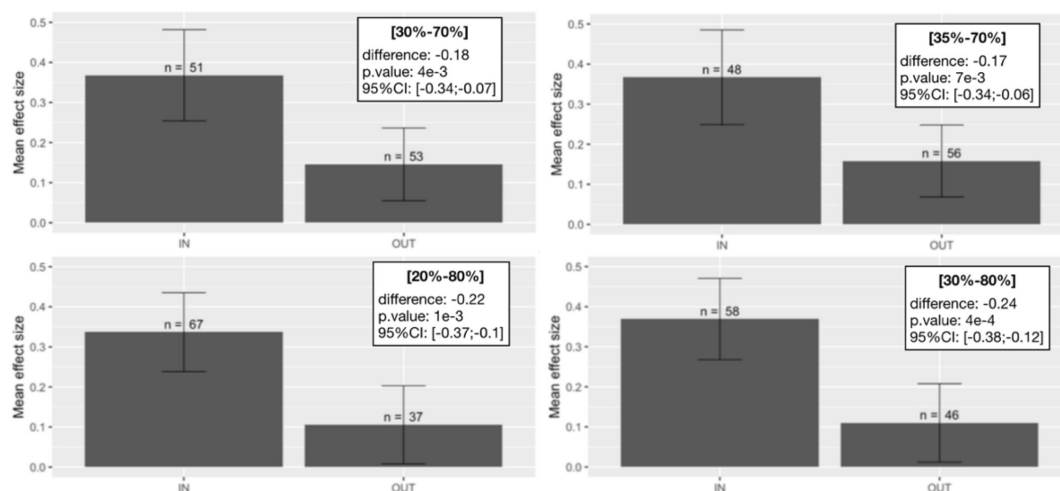 [30%-70%]
difference: -0.18
p.value: 4e-3
95%CI: [-0.34;-0.07]
Mean effect size
0.5
0.4
0.3
0.2
0.1
0.0
n = 51
n = 53
IN
OUT
[35%-70%]
difference: -0.17
p.value: 7e-3
95%CI: [-0.34;-0.06]
Mean effect size
0.5
0.4
0.3
0.2
0.1
0.0
n = 48
n = 56
IN
OUT
[20%-80%]
difference: -0.22
p.value: 1e-3
95%CI: [-0.37;-0.1]
Mean effect size
0.5
0.4
0.3
0.2
0.1
0.0
n = 67
n = 37
IN
OUT
[30%-80%]
difference: -0.24
p.value: 4e-4
95%CI: [-0.38;-0.12]
Mean effect size
0.5
0.4
0.3
0.2
0.1
0.0
n = 58
n = 46
IN
OUT